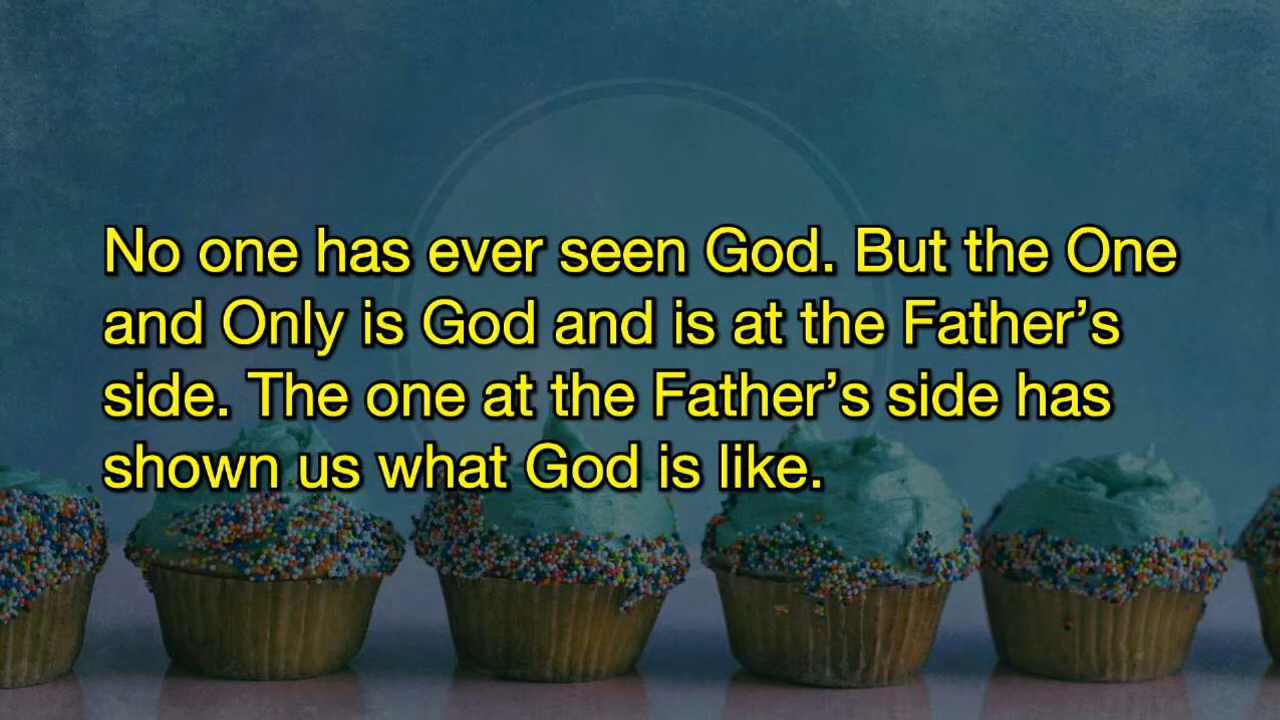 No one has ever seen God. But the One
and Only is God and is at the Father’s
side. The one at the Father’s side has
shown us what God is like.